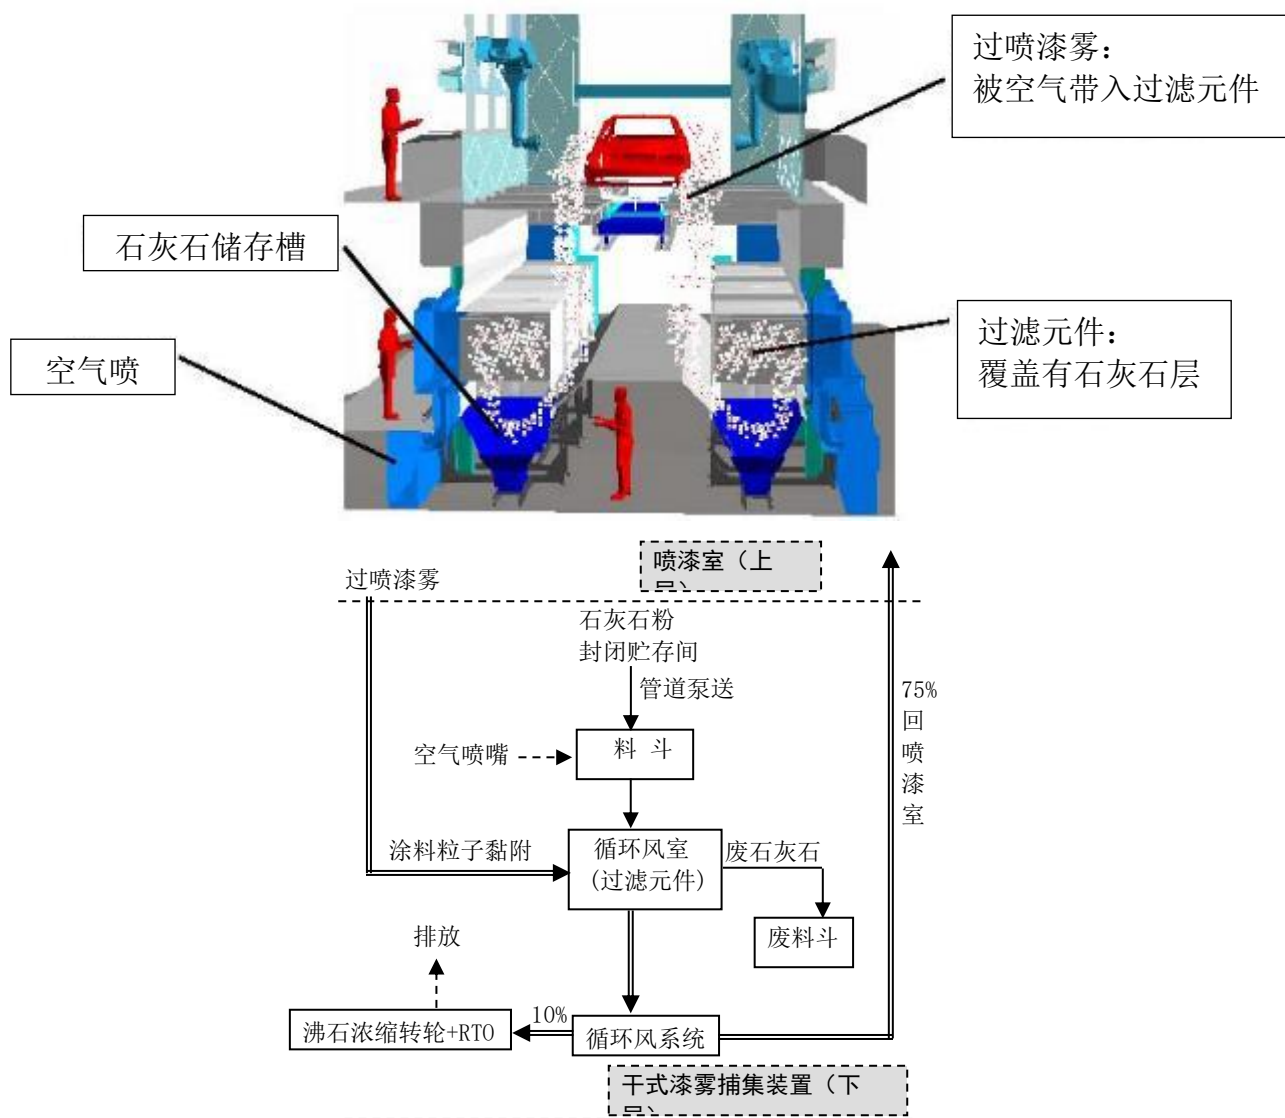 过喷漆雾：
被空气带入过滤元件
石灰石储存槽
空气喷
过滤元件：
覆盖有石灰石层
喷漆室（上
过喷漆雾
石灰石粉
封闭贮存间
管道泵送
75%
回
喷
漆
室
空气喷嘴
料 斗
涂料粒子黏附
循环风室
(过滤元件)
废石灰石
废料斗
排放
沸石浓缩转轮+RTO
10%
循环风系统
干式漆雾捕集装置（下